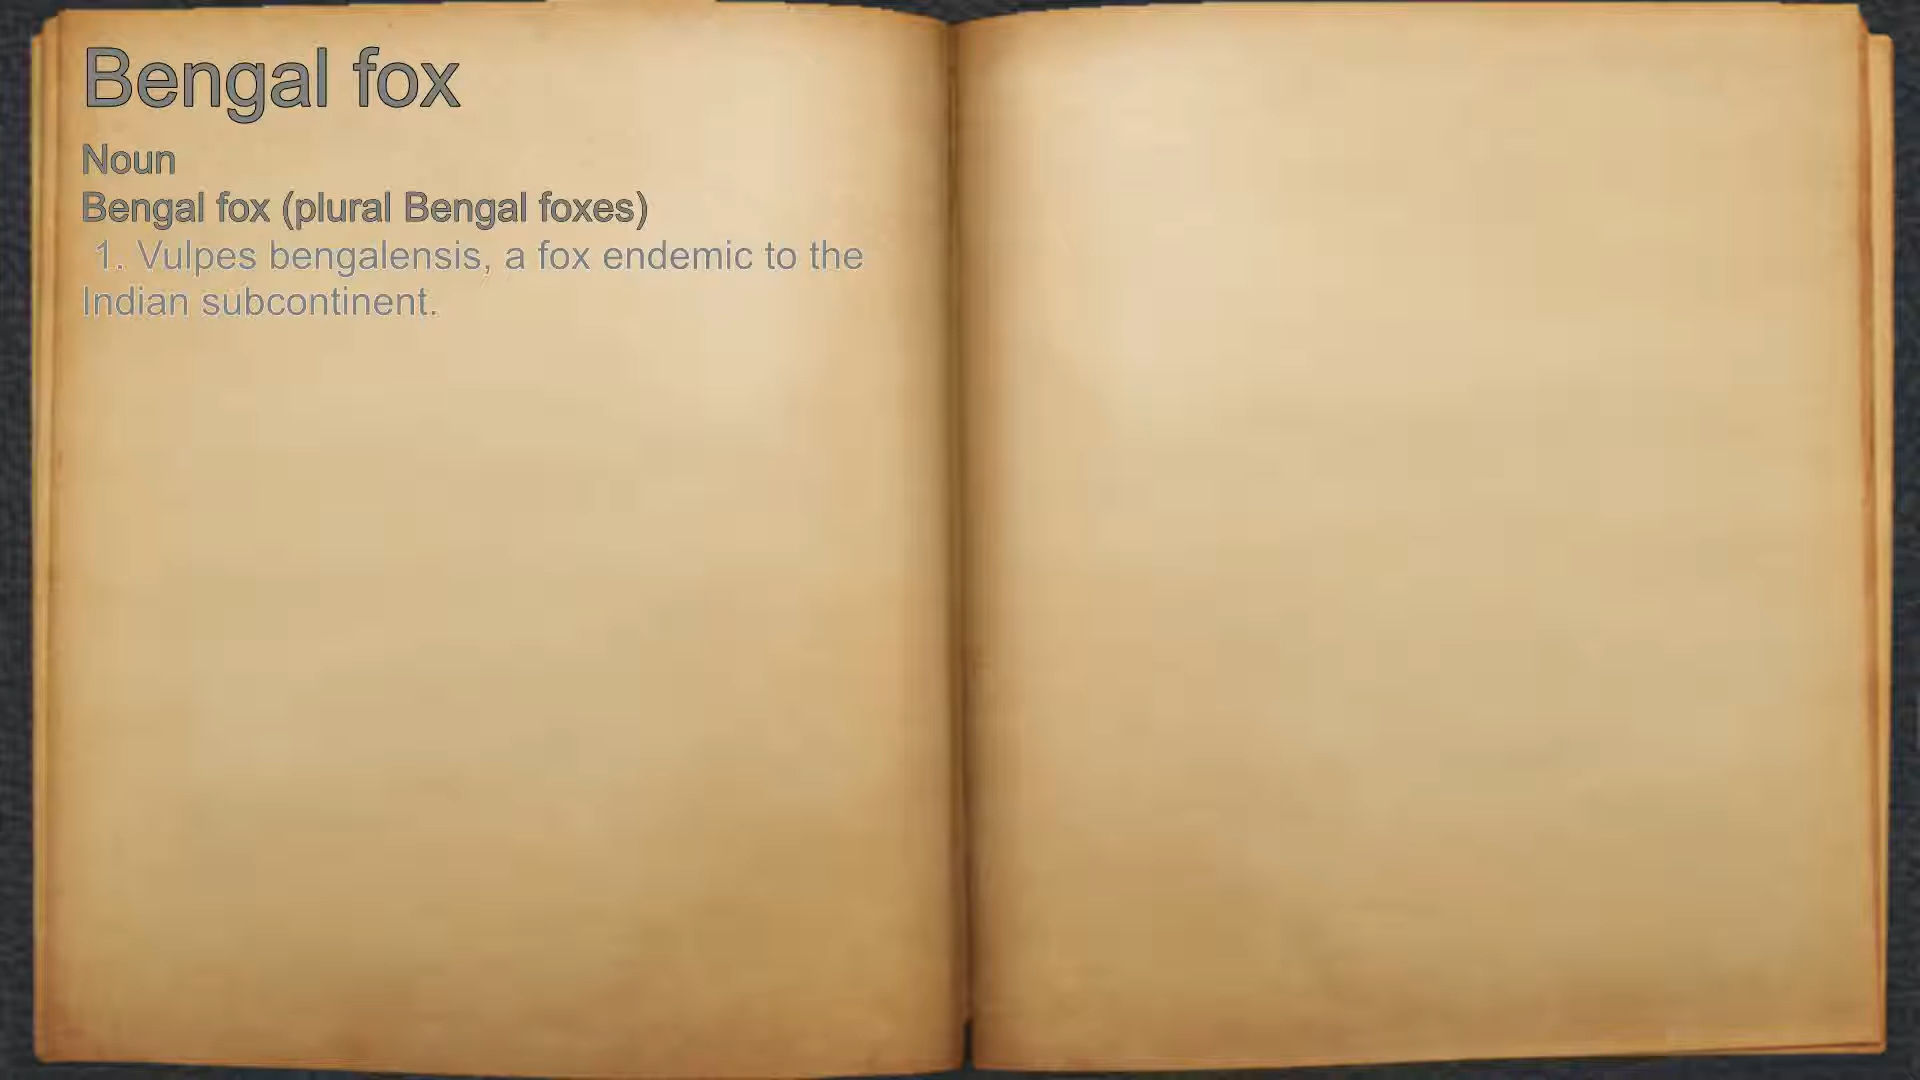 Bengal fox
Noun
Bengal fox (plural Bengal foxes)
1. Vulpes bengalensis, a fox endemic to the
Indian subcontinent.